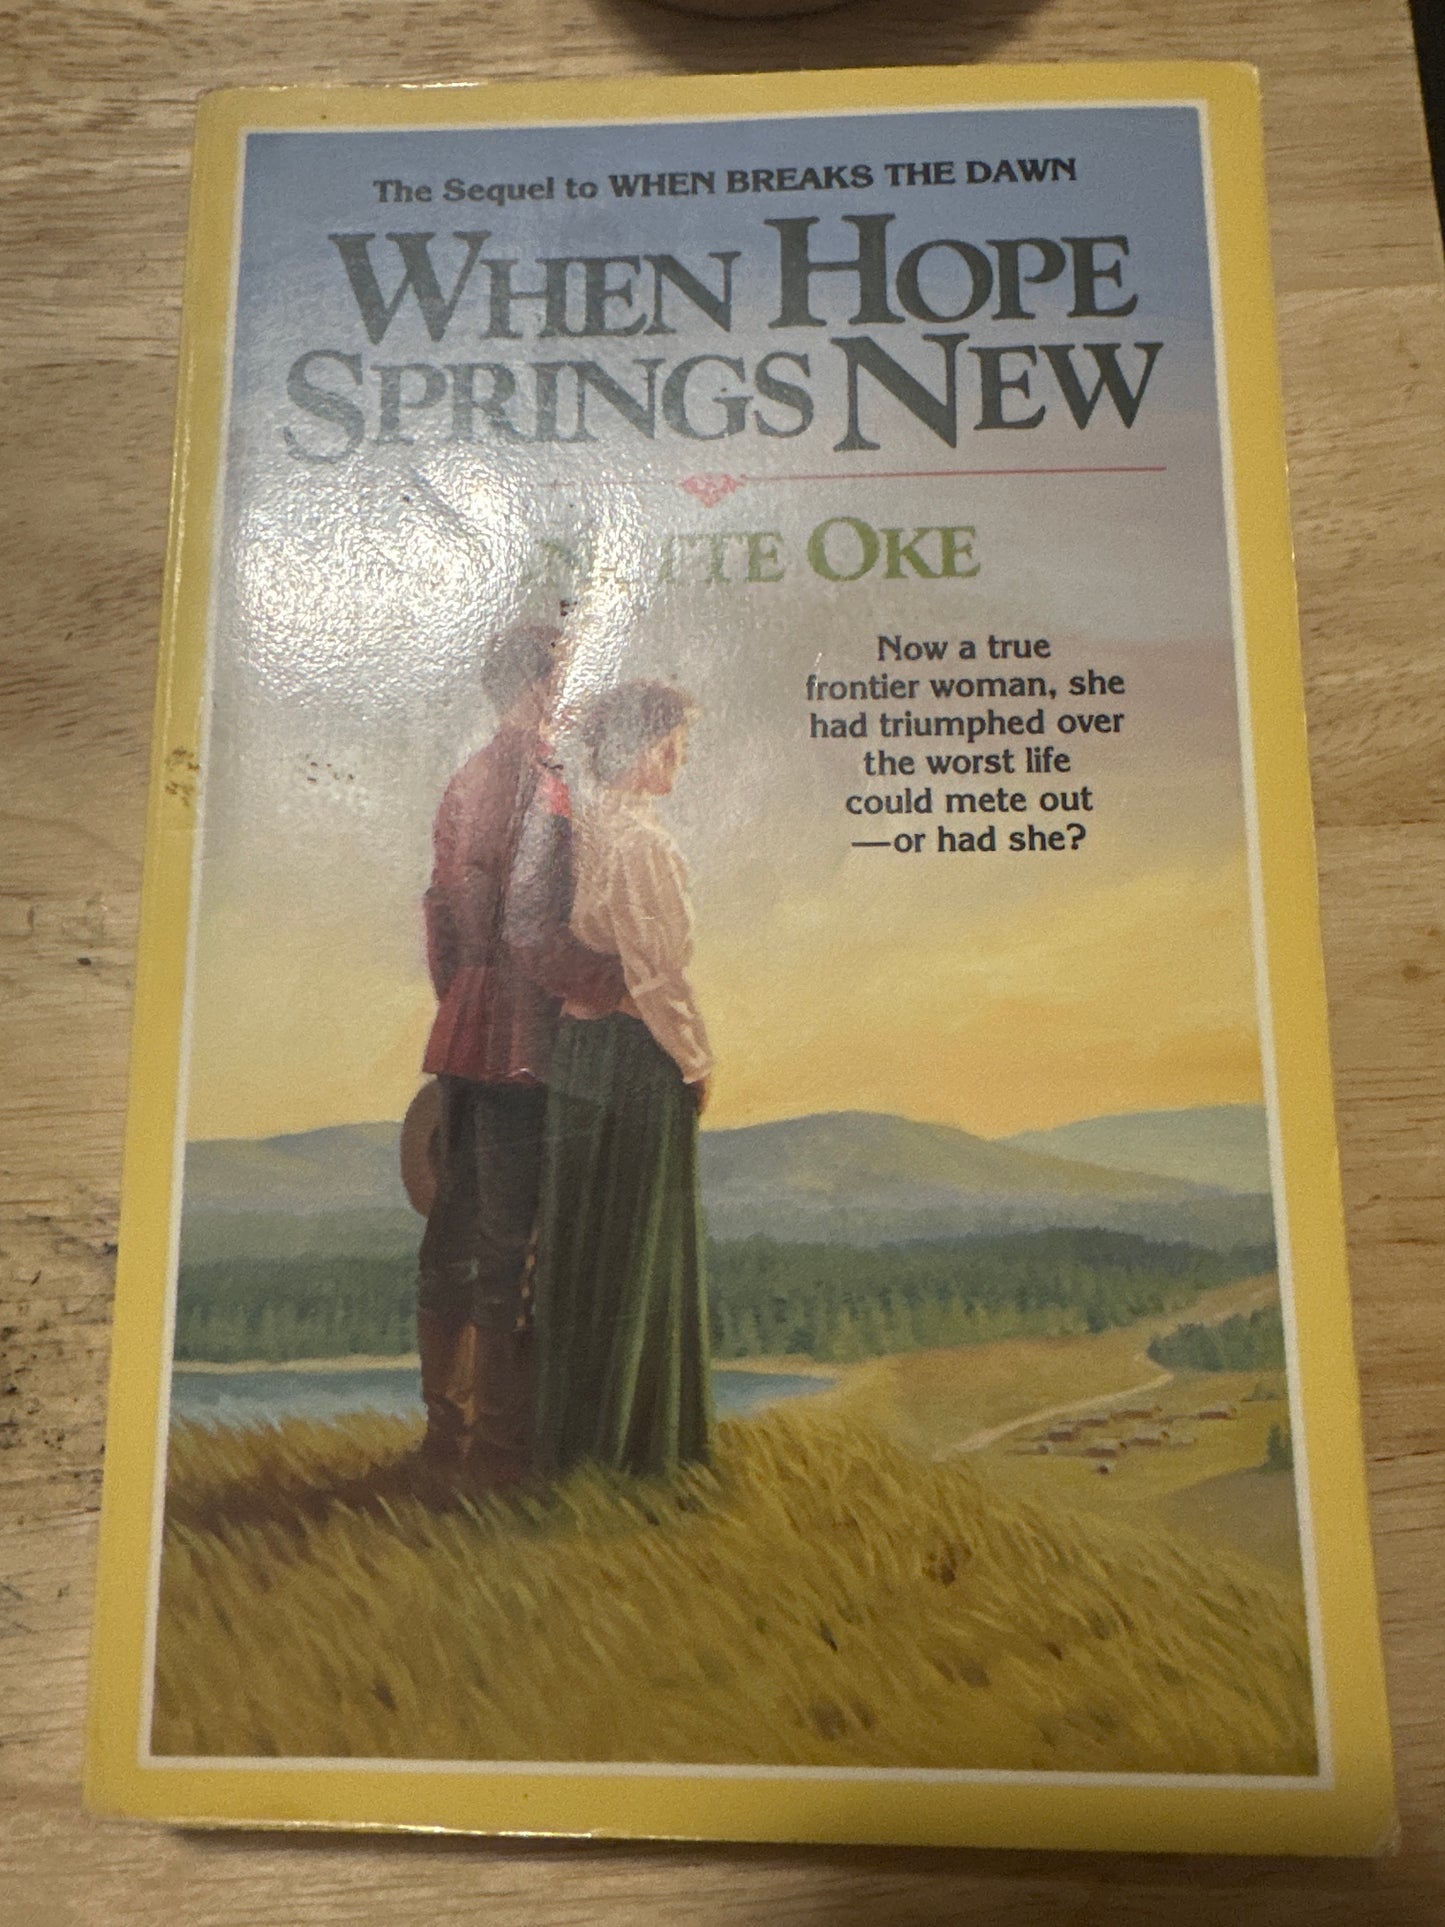 The Sequel to WHEN BREAKS THE DAWN
WHEN HOPE
SPRINGS NEW
OKE
Now a true
frontier woman, she
had triumphed over
the worst life
could mete out
—or had she?